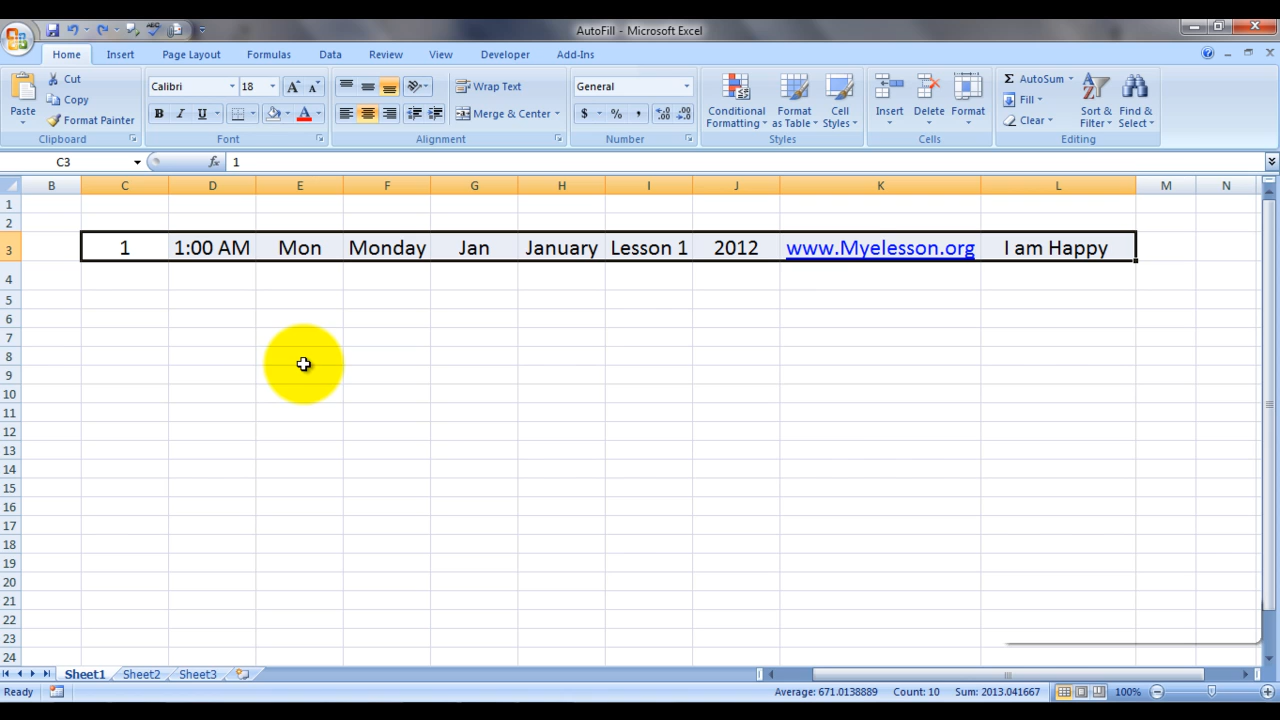 AutoFill - Microsoft Excel
Home Insert Page Layout Formulas Data Review View Developer Add-Ins
Paste
Cut
Copy
Format Painter
Clipboard
Calibri 18
B I U
Font
Wrap Text
Merge & Center
Alignment
General
$ % ,
Number
Conditional Formatting
Format as Table
Cell Styles
Styles
Insert Delete Format
Cells
Σ AutoSum
Fill
Clear
Sort & Filter
Find & Select
Editing
C3 fx 1
B C D E F G H I J K L M N
1
2
3 1 1:00 AM Mon Monday Jan January Lesson 1 2012 www.Myelesson.org I am Happy
4
5
6
7
8
9
10
11
12
13
14
15
16
17
18
19
20
21
22
23
24
Sheet1 Sheet2 Sheet3
Ready Average: 671.0138889 Count: 10 Sum: 2013.041667 100%